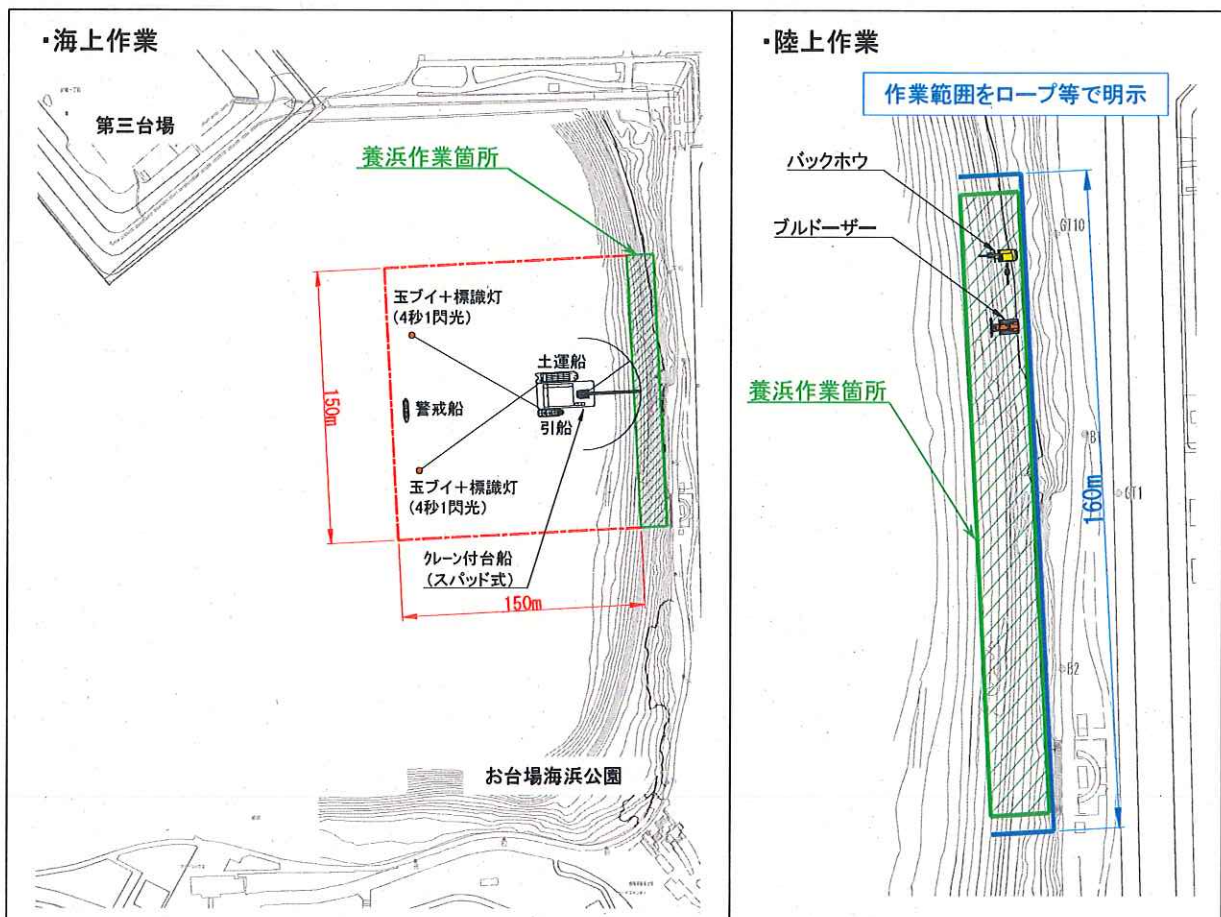 ・海上作業
第三台場
養浜作業箇所
玉ブイ+標識灯
(4秒1閃光)
土運船
150m
警戒船
引船
玉ブイ+標識灯
(4秒1閃光)
クレーン付台船
(スパッド式)
150m
お台場海浜公園
・陸上作業
作業範囲をロープ等で明示
バックホウ
ブルドーザー
GT10
養浜作業箇所
B1
GT1
160m
B2